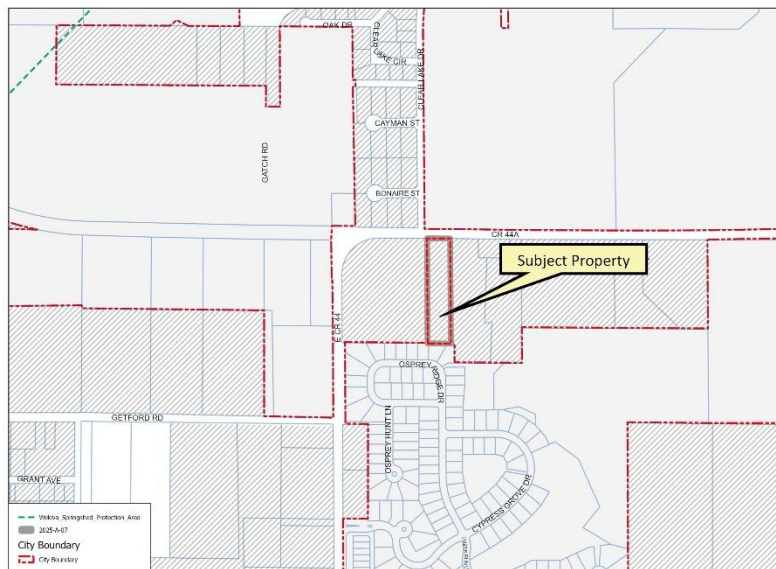 OAK DR
CLEAR
LAKE CIR
CLEAR LAKE DR
CAYMAN ST
GATCH RD
BONAIRE ST
CR 44A
Subject Property
E CR 44
OSPREY
RIDGE DR
OSPREY HUNT LN
GETFORD RD
GRANT AVE
CYPRESS GROVE DR
Wekiva_Springshed_Protection_Area
2025-A-07
City Boundary
City Boundary